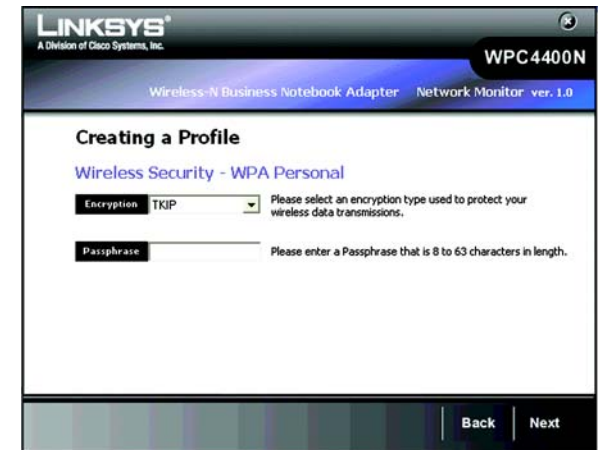 LINKSYS®
A Division of Cisco Systems, Inc.
WPC4400N
Wireless-N Business Notebook Adapter Network Monitor ver. 1.0
Creating a Profile
Wireless Security - WPA Personal
Encryption TKIP Please select an encryption type used to protect your
wireless data transmissions.
Passphrase Please enter a Passphrase that is 8 to 63 characters in length.
Back Next